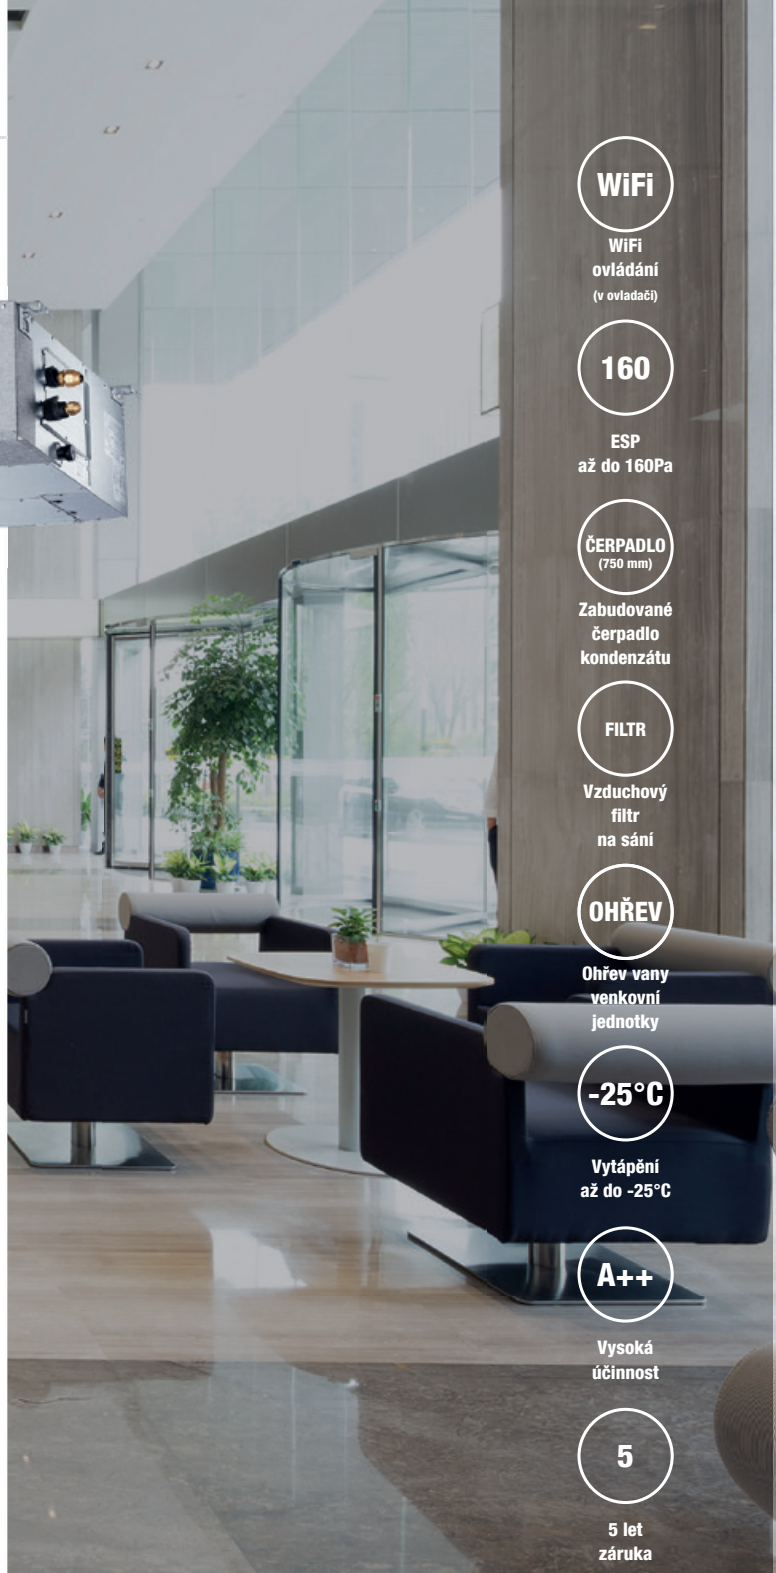 WiFi
WiFi
ovládání
(v ovladači)
160
ESP
až do 160Pa
ČERPADLO
(750 mm)
Zabudované
čerpadlo
kondenzátu
FILTR
Vzduchový
filtr
na sání
OHŘEV
Ohřev vany
venkovní
jednotky
-25°C
Vytápění
až do -25°C
A++
Vysoká
účinnost
5
5 let
záruka